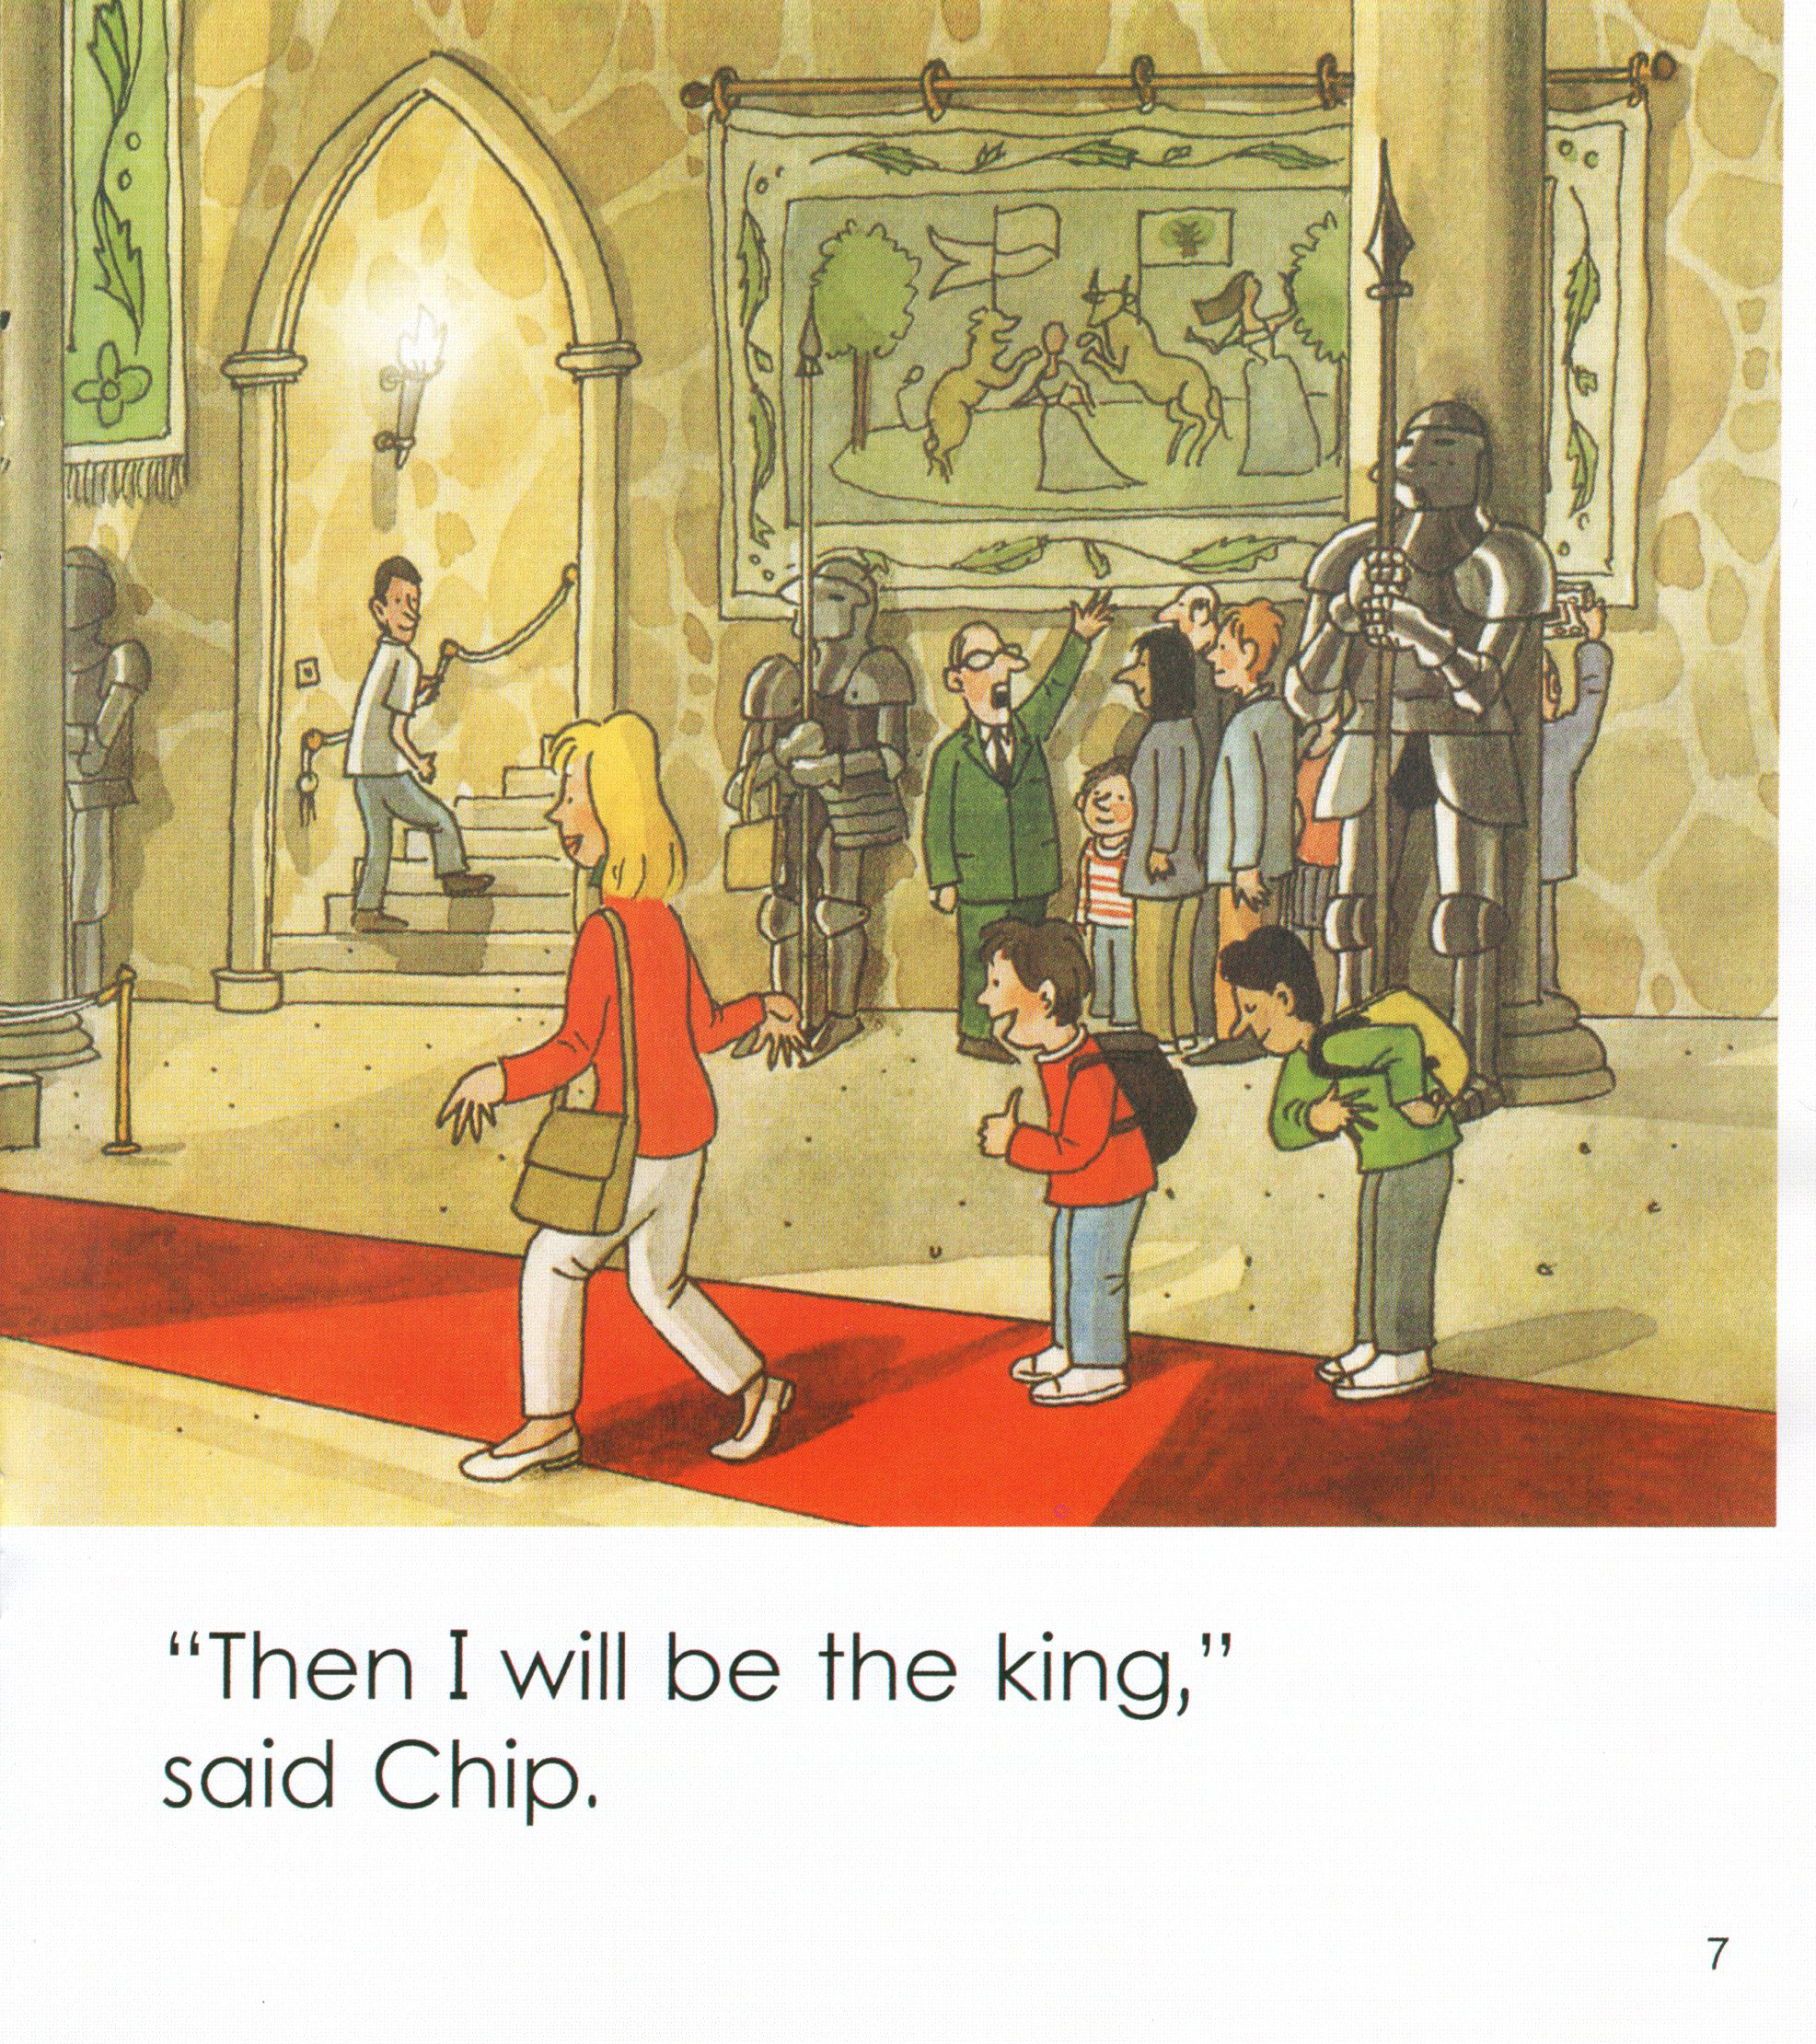 “Then I will be the king,”
said Chip.
7